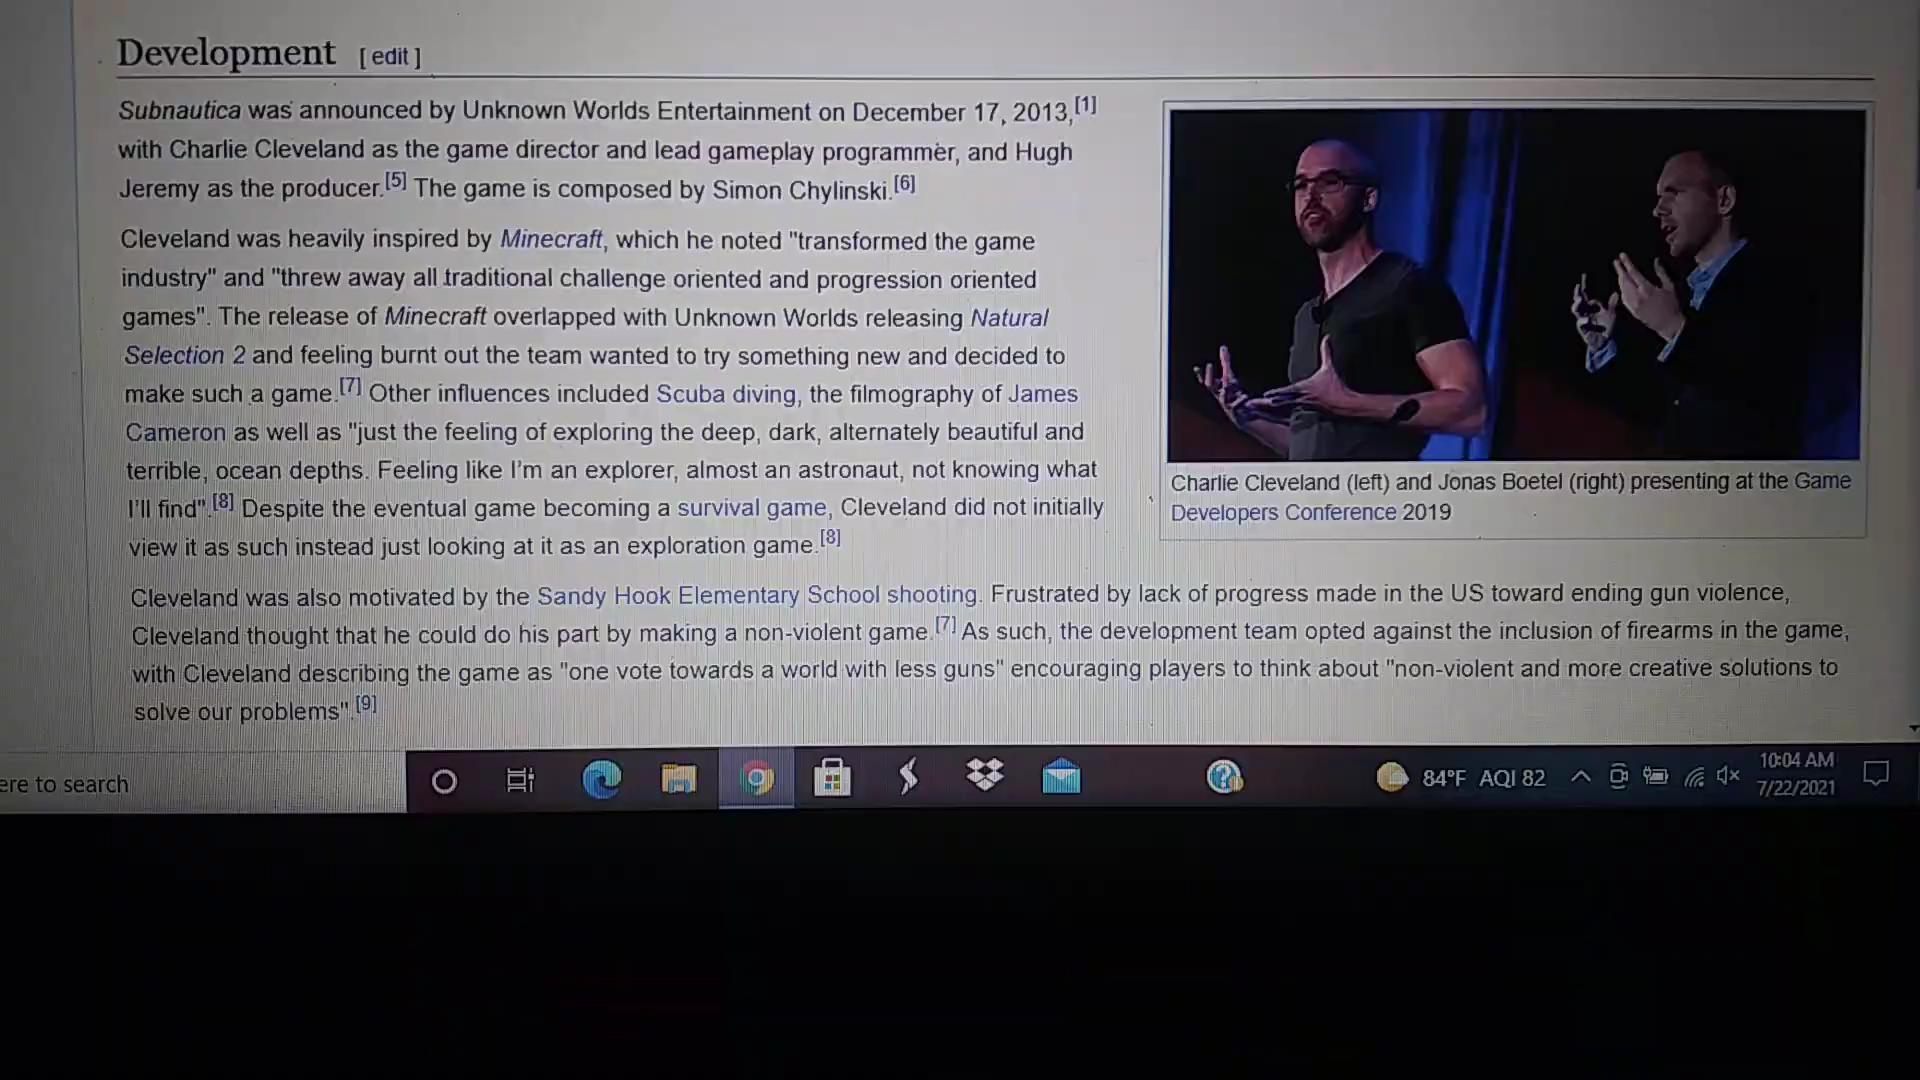 Development [ edit ]
Subnautica was announced by Unknown Worlds Entertainment on December 17, 2013,[1]
with Charlie Cleveland as the game director and lead gameplay programmer, and Hugh
Jeremy as the producer.[5] The game is composed by Simon Chylinski.[6]
Cleveland was heavily inspired by Minecraft, which he noted "transformed the game
industry" and "threw away all traditional challenge oriented and progression oriented
games". The release of Minecraft overlapped with Unknown Worlds releasing Natural
Selection 2 and feeling burnt out the team wanted to try something new and decided to
make such a game.[7] Other influences included Scuba diving, the filmography of James
Cameron as well as "just the feeling of exploring the deep, dark, alternately beautiful and
terrible, ocean depths. Feeling like I'm an explorer, almost an astronaut, not knowing what
I'll find".[8] Despite the eventual game becoming a survival game, Cleveland did not initially
view it as such instead just looking at it as an exploration game.[8]
Charlie Cleveland (left) and Jonas Boetel (right) presenting at the Game
Developers Conference 2019
Cleveland was also motivated by the Sandy Hook Elementary School shooting. Frustrated by lack of progress made in the US toward ending gun violence,
Cleveland thought that he could do his part by making a non-violent game.[7] As such, the development team opted against the inclusion of firearms in the game,
with Cleveland describing the game as "one vote towards a world with less guns" encouraging players to think about "non-violent and more creative solutions to
solve our problems".[9]
ere to search
84°F AQI 82
10:04 AM
7/22/2021